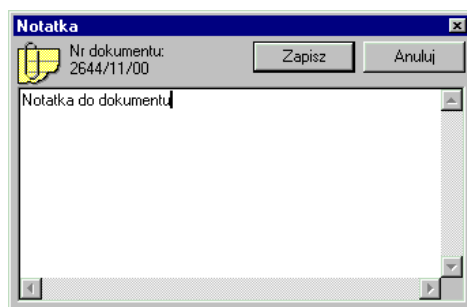 Notatka
Nr dokumentu:
2644/11/00
Zapisz
Anuluj
Notatka do dokumentu